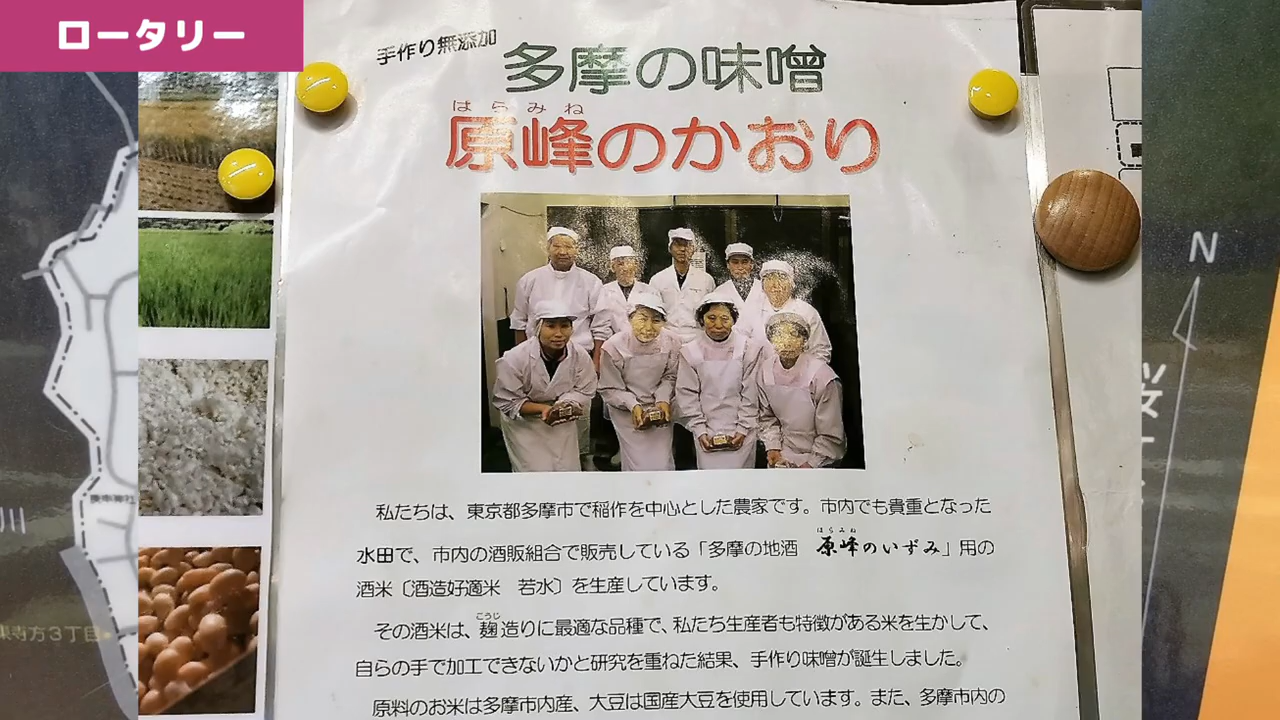 ロータリー
手作り無添加
多摩の味噌
はらみね
原峰のかおり
私たちは、東京都多摩市で稲作を中心とした農家です。市内でも貴重となった
はらみね
水田で、市内の酒販組合で販売している「多摩の地酒 原峰のいずみ」用の
酒米〔酒造好適米 若水〕を生産しています。
こうじ
その酒米は、麹造りに最適な品種で、私たち生産者も特徴がある米を生かして、
自らの手で加工できないかと研究を重ねた結果、手作り味噌が誕生しました。
原料のお米は多摩市内産、大豆は国産大豆を使用しています。また、多摩市内の
N
川
寺方3丁目